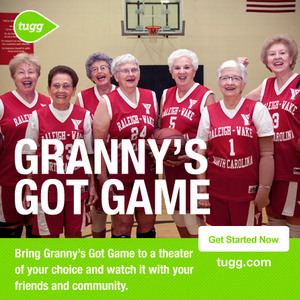 tugg
RALEIGH-WAKE
3
RALEIGH-WAKE
24
RALEIGH-WAKE
5
RALEIGH-WAKE
1
NORTH CAROLINA
GRANNY'S
GOT GAME
Bring Granny's Got Game to a theater
of your choice and watch it with your
friends and community.
Get Started Now
tugg.com